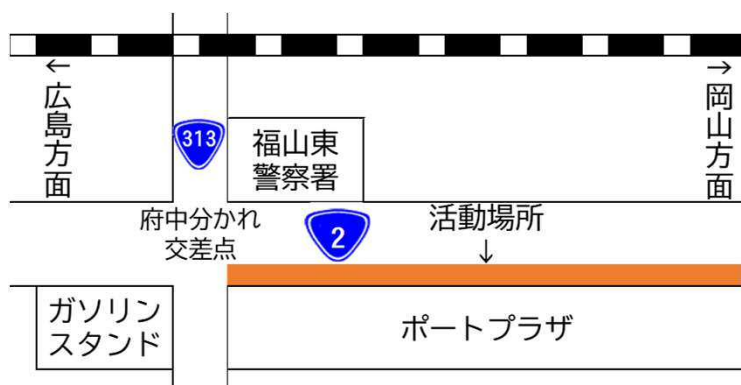 ←
広島方面
→
岡山方面
313
福山東
警察署
府中分かれ
交差点
2
活動場所
↓
ガソリン
スタンド
ポートプラザ